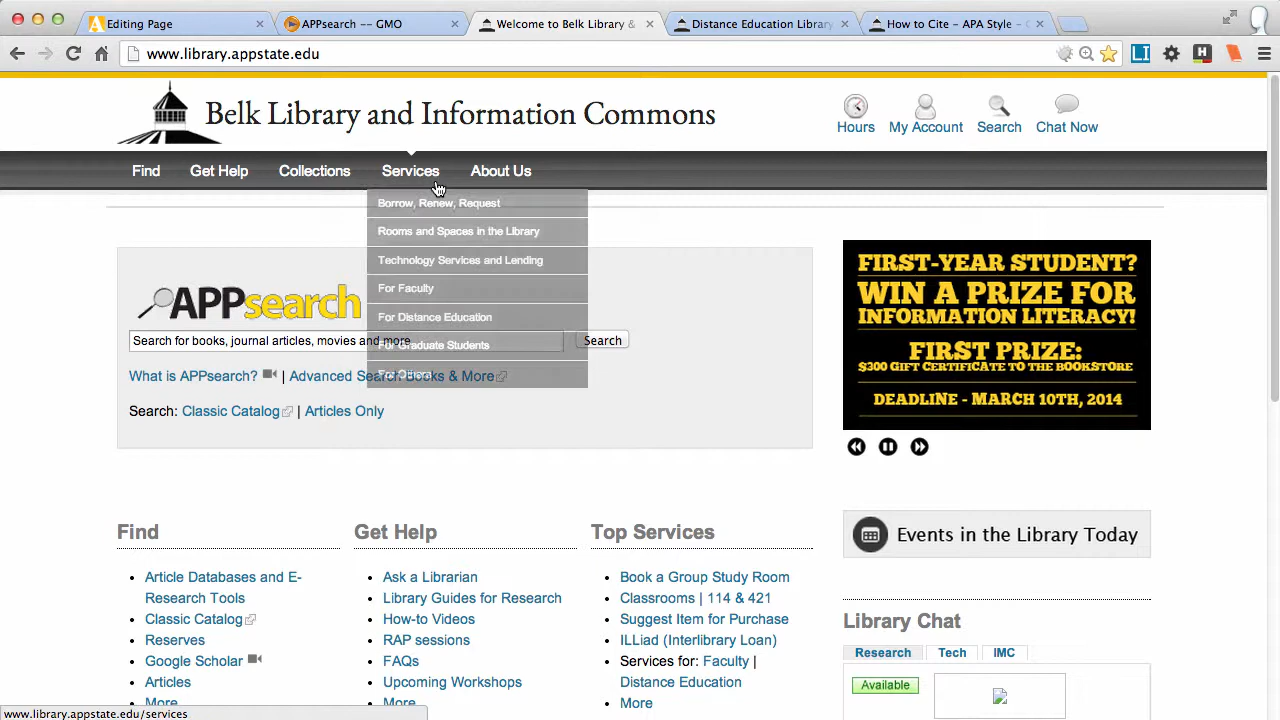 Editing Page
APPsearch -- GMO
Welcome to Belk Library &
Distance Education Library
How to Cite - APA Style -
www.library.appstate.edu
LI
H
Belk Library and Information Commons
Hours
My Account
Search
Chat Now
Find
Get Help
Collections
Services
About Us
Borrow, Renew, Request
Rooms and Spaces in the Library
Technology Services and Lending
For Faculty
For Distance Education
For Graduate Students
For Others
APPsearch
Search for books, journal articles, movies and more
Search
What is APPsearch? | Advanced Search Books & More
Search: Classic Catalog | Articles Only
FIRST-YEAR STUDENT?
WIN A PRIZE FOR
INFORMATION LITERACY!
FIRST PRIZE:
$300 GIFT CERTIFICATE TO THE BOOKSTORE
DEADLINE - MARCH 10TH, 2014
Find
Article Databases and E-
Research Tools
Classic Catalog
Reserves
Google Scholar
Articles
More
Get Help
Ask a Librarian
Library Guides for Research
How-to Videos
RAP sessions
FAQs
Upcoming Workshops
More
Top Services
Book a Group Study Room
Classrooms | 114 & 421
Suggest Item for Purchase
ILLiad (Interlibrary Loan)
Services for: Faculty |
Distance Education
More
Events in the Library Today
Library Chat
Research
Tech
IMC
Available
www.library.appstate.edu/services